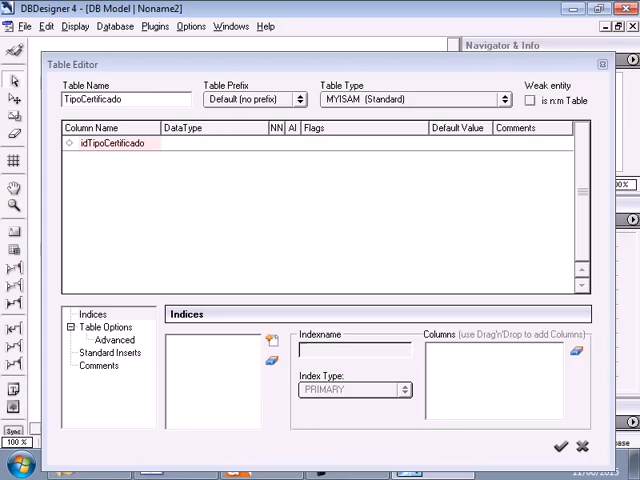 DBDesigner 4 - [DB Model | Noname2]
File Edit Display Database Plugins Options Windows Help
Navigator & Info
Table Editor
Table Name
Table Prefix
Table Type
Weak entity
TipoCertificado
Default (no prefix)
MYISAM (Standard)
is n:m Table
Column Name DataType NN AI Flags Default Value Comments
idTipoCertificado
Indices
Table Options
Advanced
Standard Inserts
Comments
Indices
Indexname
Columns (use Drag'n'Drop to add Columns)
Index Type:
PRIMARY
100 %
Sync
11/06/2015